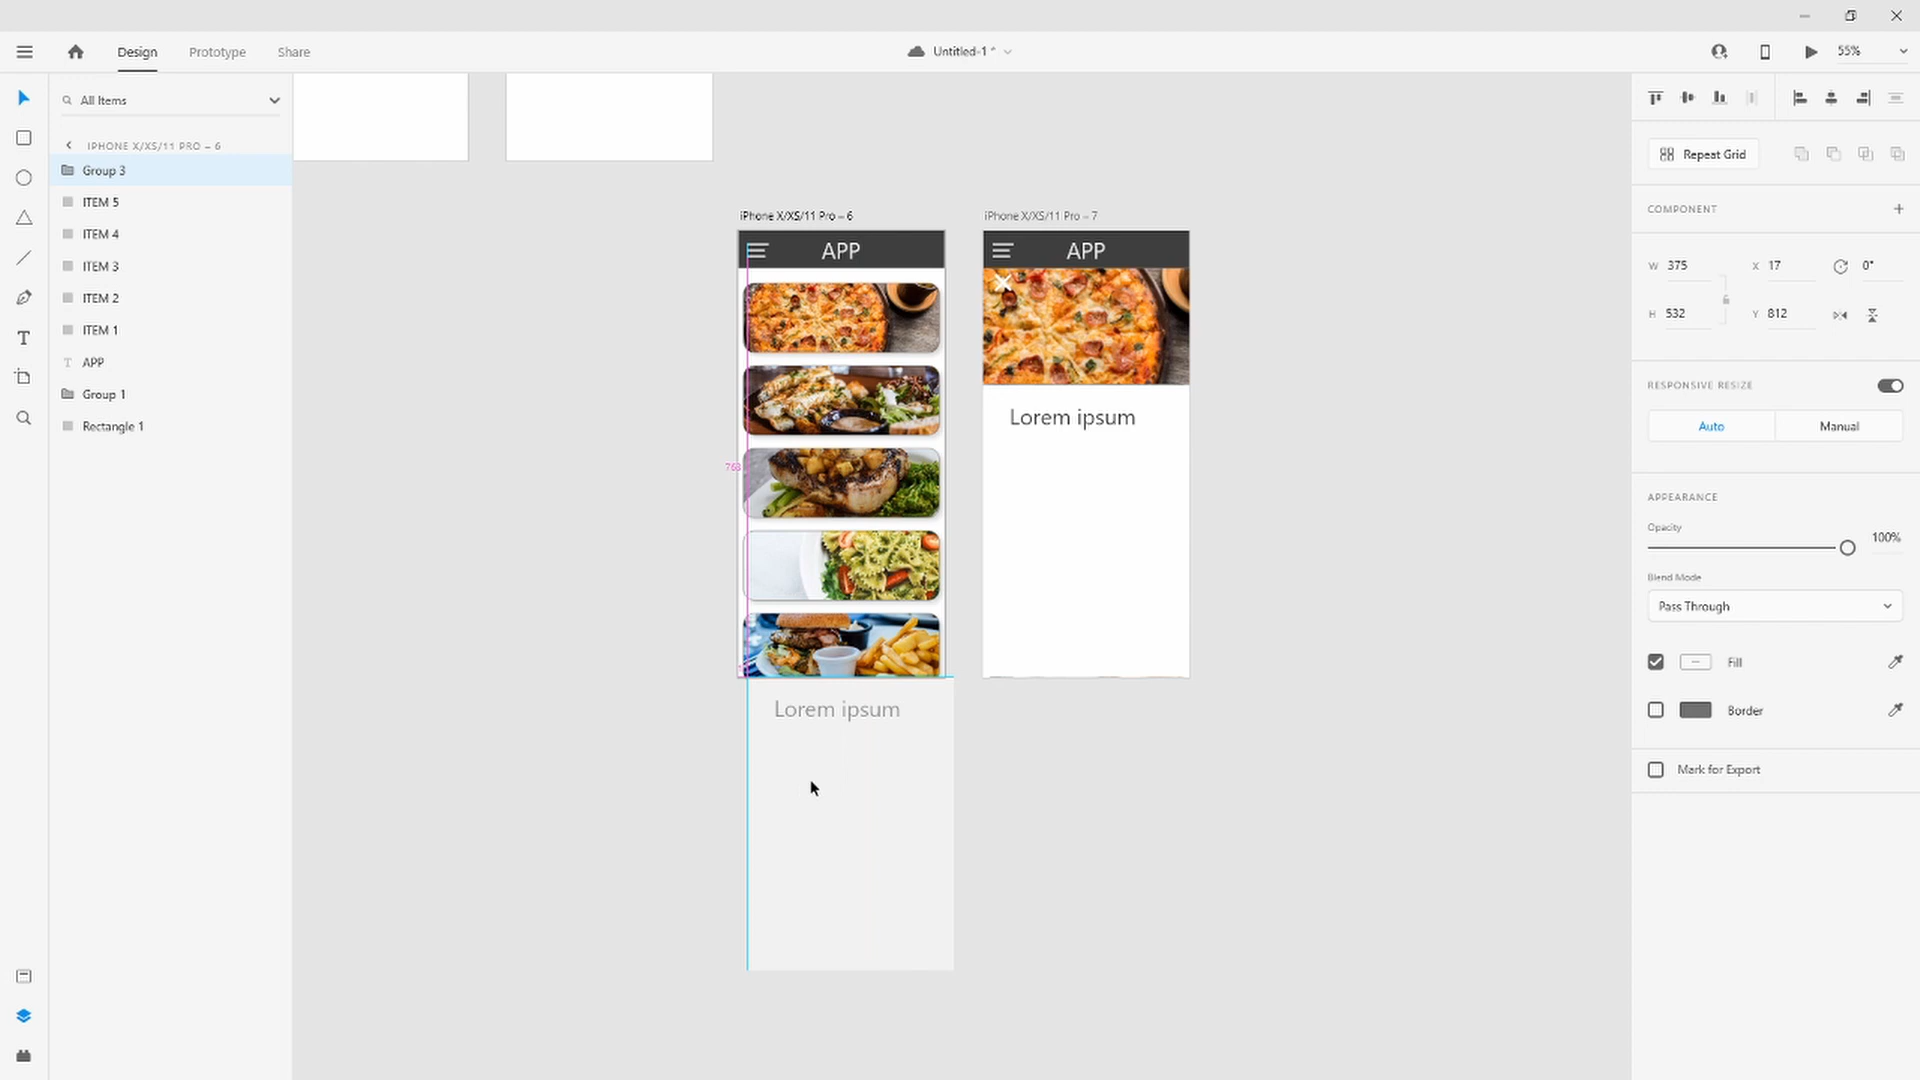 Design
Prototype
Share
Untitled-1 *
55%
All Items
IPHONE X/XS/11 PRO – 6
Group 3
ITEM 5
ITEM 4
ITEM 3
ITEM 2
ITEM 1
T APP
Group 1
Rectangle 1
iPhone X/XS/11 Pro – 6
APP
768
Lorem ipsum
iPhone X/XS/11 Pro – 7
APP
Lorem ipsum
Repeat Grid
COMPONENT
W 375 X 17 0°
H 532 Y 812
RESPONSIVE RESIZE
Auto Manual
APPEARANCE
Opacity
100%
Blend Mode
Pass Through
Fill
Border
Mark for Export